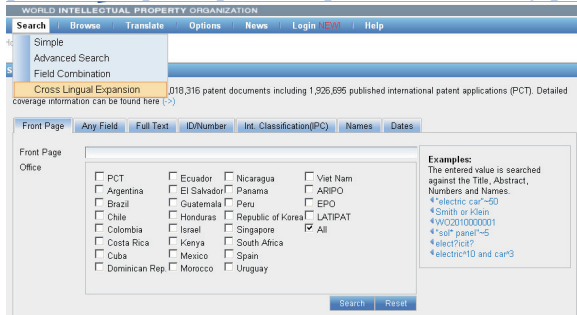 WORLD INTELLECTUAL PROPERTY ORGANIZATION
Search Browse Translate Options News Login NEW! Help
Simple
Advanced Search
Field Combination
Cross Lingual Expansion
,018,316 patent documents including 1,926,695 published international patent applications (PCT). Detailed
coverage information can be found here (->)
Front Page Any Field Full Text ID/Number Int. Classification(IPC) Names Dates
Front Page
Office
PCT Ecuador Nicaragua Viet Nam
Argentina El Salvador Panama ARIPO
Brazil Guatemala Peru EPO
Chile Honduras Republic of Korea LATIPAT
Colombia Israel Singapore All
Costa Rica Kenya South Africa
Cuba Mexico Spain
Dominican Rep. Morocco Uruguay
Search Reset
Examples:
The entered value is searched
against the Title, Abstract,
Numbers and Names.
"electric car"~50
Smith or Klein
WO2010000001
"sol* panel"~5
elect?icit?
electric^10 and car^3